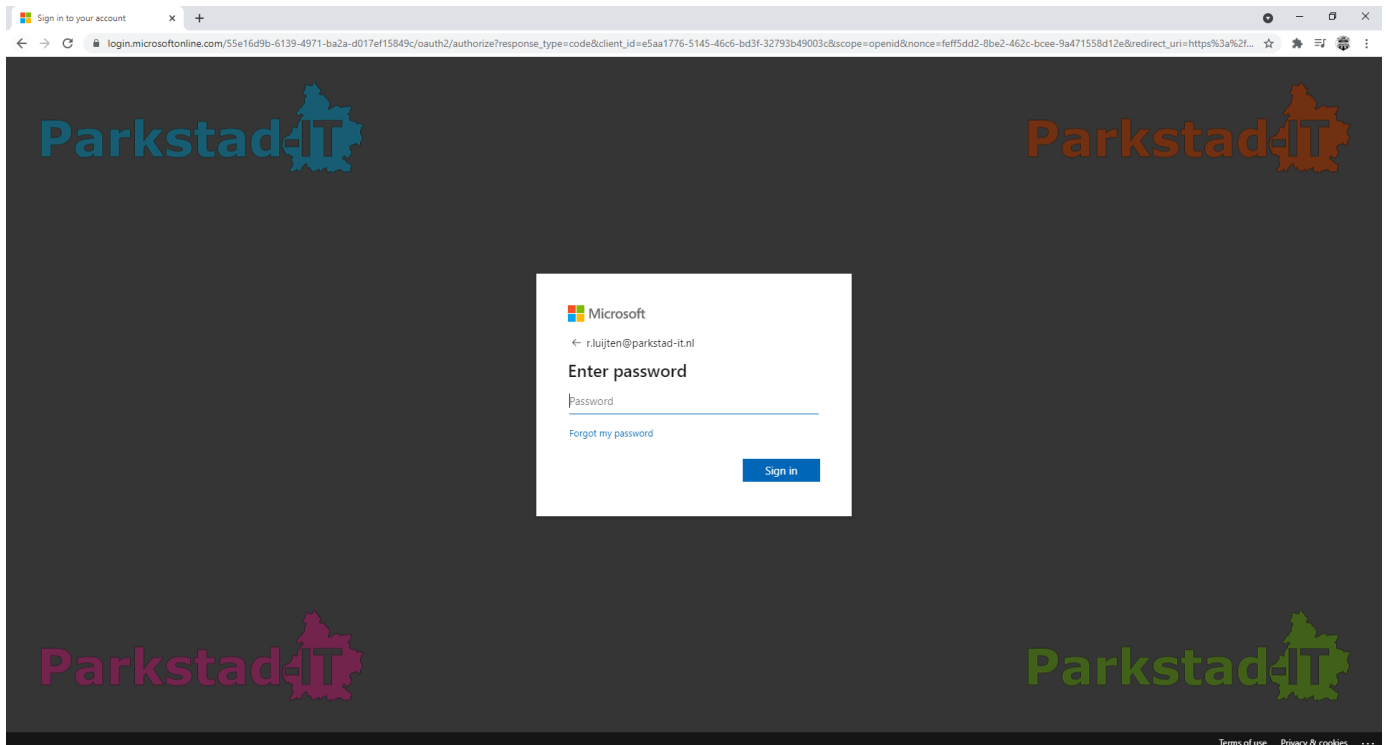 Sign in to your account
login.microsoftonline.com/55e16d9b-6139-4971-ba2a-d017ef15849c/oauth2/authorize?response_type=code&client_id=e5aa1776-5145-46c6-bd3f-32793b49003c&scope=openid&nonce=feff5dd2-8be2-462c-bcee-9a471558d12e&redirect_uri=https%3a%2f...
Parkstad-IT
Parkstad-IT
Microsoft
r.luijten@parkstad-it.nl
Enter password
Password
Forgot my password
Sign in
Parkstad-IT
Parkstad-IT
Terms of use Privacy & cookies ...